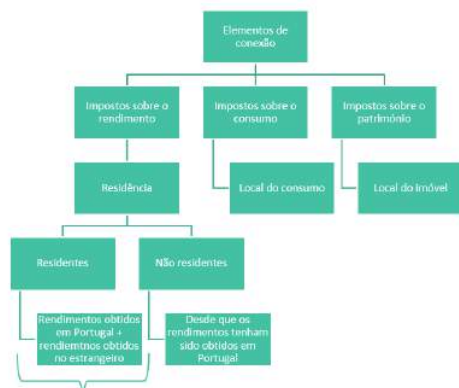 Elementos de
conexão
Impostos sobre o
rendimento
Impostos sobre o
consumo
Impostos sobre o
património
Residência
Local do consumo
Local do imóvel
Residentes
Não residentes
Rendimentos obtidos
em Portugal +
rendiemtnos obtidos
no estrangeiro
Desde que os
rendimentos tenham
sido obtidos em
Portugal